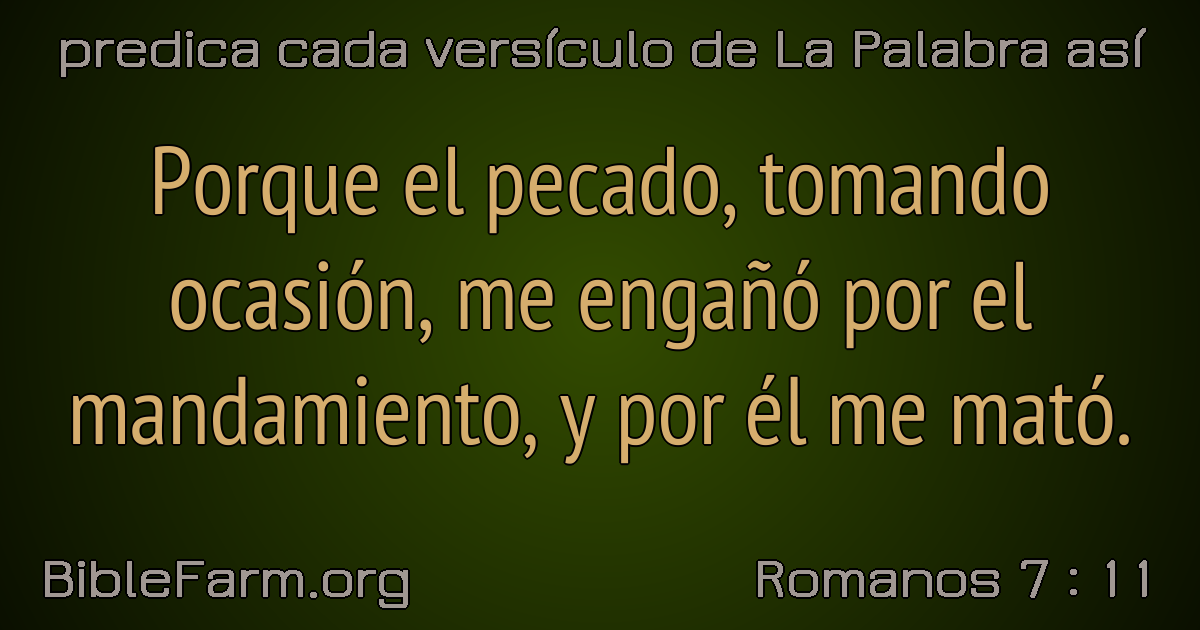 predica cada versículo de La Palabra así
Porque el pecado, tomando
ocasión, me engañó por el
mandamiento, y por él me mató.
BibleFarm.org
Romanos 7 : 11